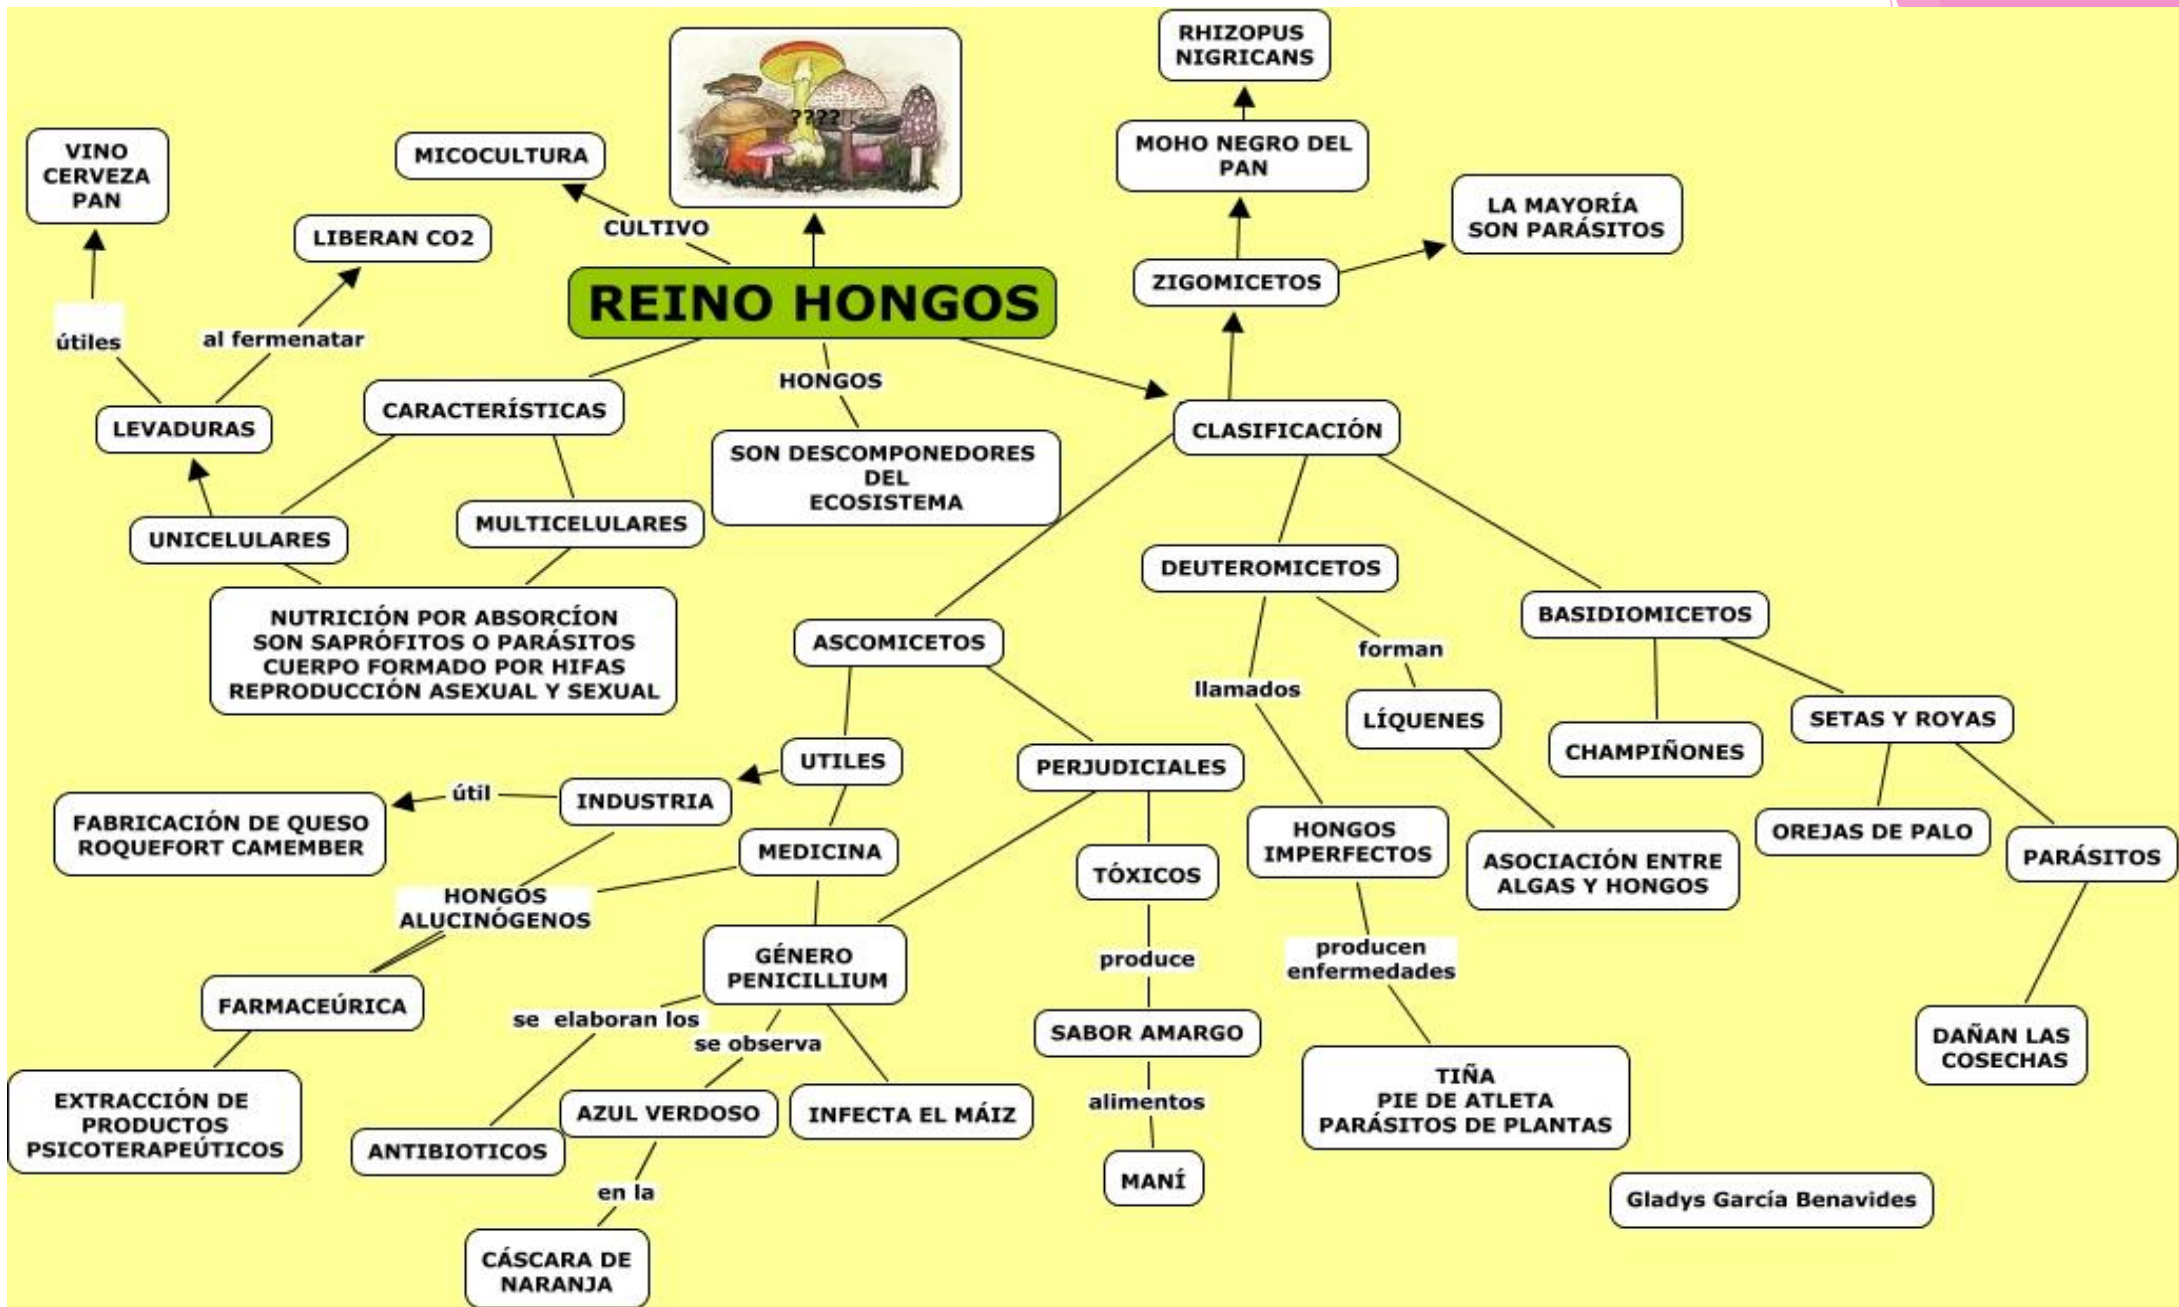 RHIZOPUS
NIGRICANS
????
VINO
CERVEZA
PAN
MICOCULTURA
MOHO NEGRO DEL
PAN
LA MAYORÍA
SON PARÁSITOS
LIBERAN CO2
CULTIVO
ZIGOMICETOS
REINO HONGOS
útiles
al fermenatar
HONGOS
CARACTERÍSTICAS
LEVADURAS
CLASIFICACIÓN
SON DESCOMPONEDORES
DEL
ECOSISTEMA
UNICELULARES
MULTICELULARES
DEUTEROMICETOS
BASIDIOMICETOS
NUTRICIÓN POR ABSORCÍON
SON SAPRÓFITOS O PARÁSITOS
CUERPO FORMADO POR HIFAS
REPRODUCCIÓN ASEXUAL Y SEXUAL
ASCOMICETOS
forman
llamados
LÍQUENES
SETAS Y ROYAS
CHAMPIÑONES
UTILES
PERJUDICIALES
útil
INDUSTRIA
FABRICACIÓN DE QUESO
ROQUEFORT CAMEMBER
MEDICINA
HONGOS
IMPERFECTOS
OREJAS DE PALO
ASOCIACIÓN ENTRE
ALGAS Y HONGOS
PARÁSITOS
TÓXICOS
HONGOS
ALUCINÓGENOS
GÉNERO
PENICILLIUM
produce
producen
enfermedades
FARMACEÚRICA
se elaboran los
se observa
SABOR AMARGO
DAÑAN LAS
COSECHAS
EXTRACCIÓN DE
PRODUCTOS
PSICOTERAPEÚTICOS
ANTIBIOTICOS
AZUL VERDOSO
INFECTA EL MÁIZ
alimentos
TIÑA
PIE DE ATLETA
PARÁSITOS DE PLANTAS
MANÍ
en la
Gladys García Benavides
CÁSCARA DE
NARANJA